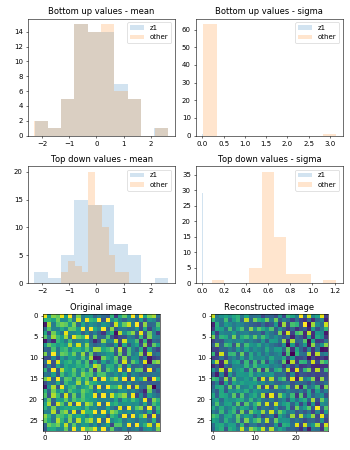 Bottom up values - mean
Bottom up values - sigma
14
12
10
8
6
4
2
0
z1
other
−2 −1 0 1 2
60
50
40
30
20
10
0
z1
other
0.0 0.5 1.0 1.5 2.0 2.5 3.0
Top down values - mean
Top down values - sigma
20
15
10
5
0
z1
other
−2 −1 0 1 2
35
30
25
20
15
10
5
0
z1
other
0.0 0.2 0.4 0.6 0.8 1.0 1.2
Original image
Reconstructed image
0
5
10
15
20
25
0 10 20
0
5
10
15
20
25
0 10 20